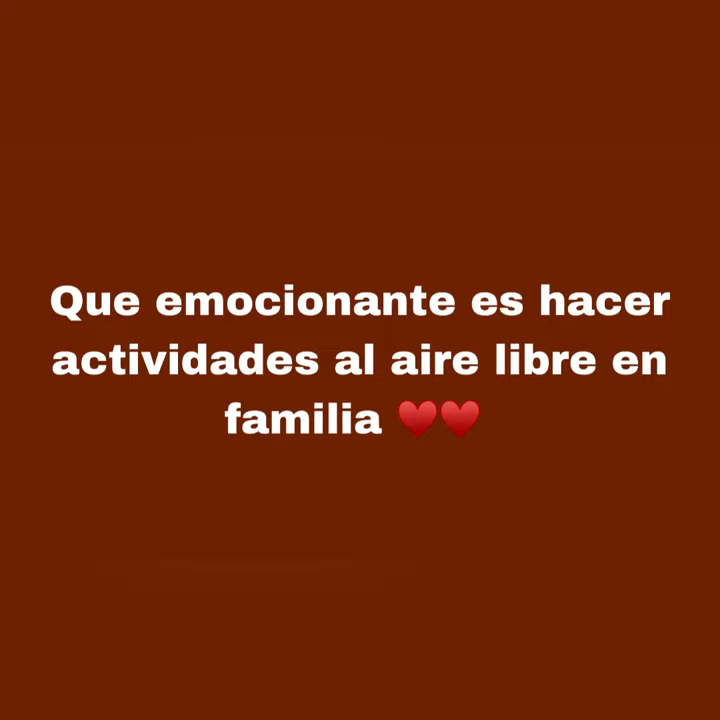 Que emocionante es hacer
actividades al aire libre en
familia ♥️♥️